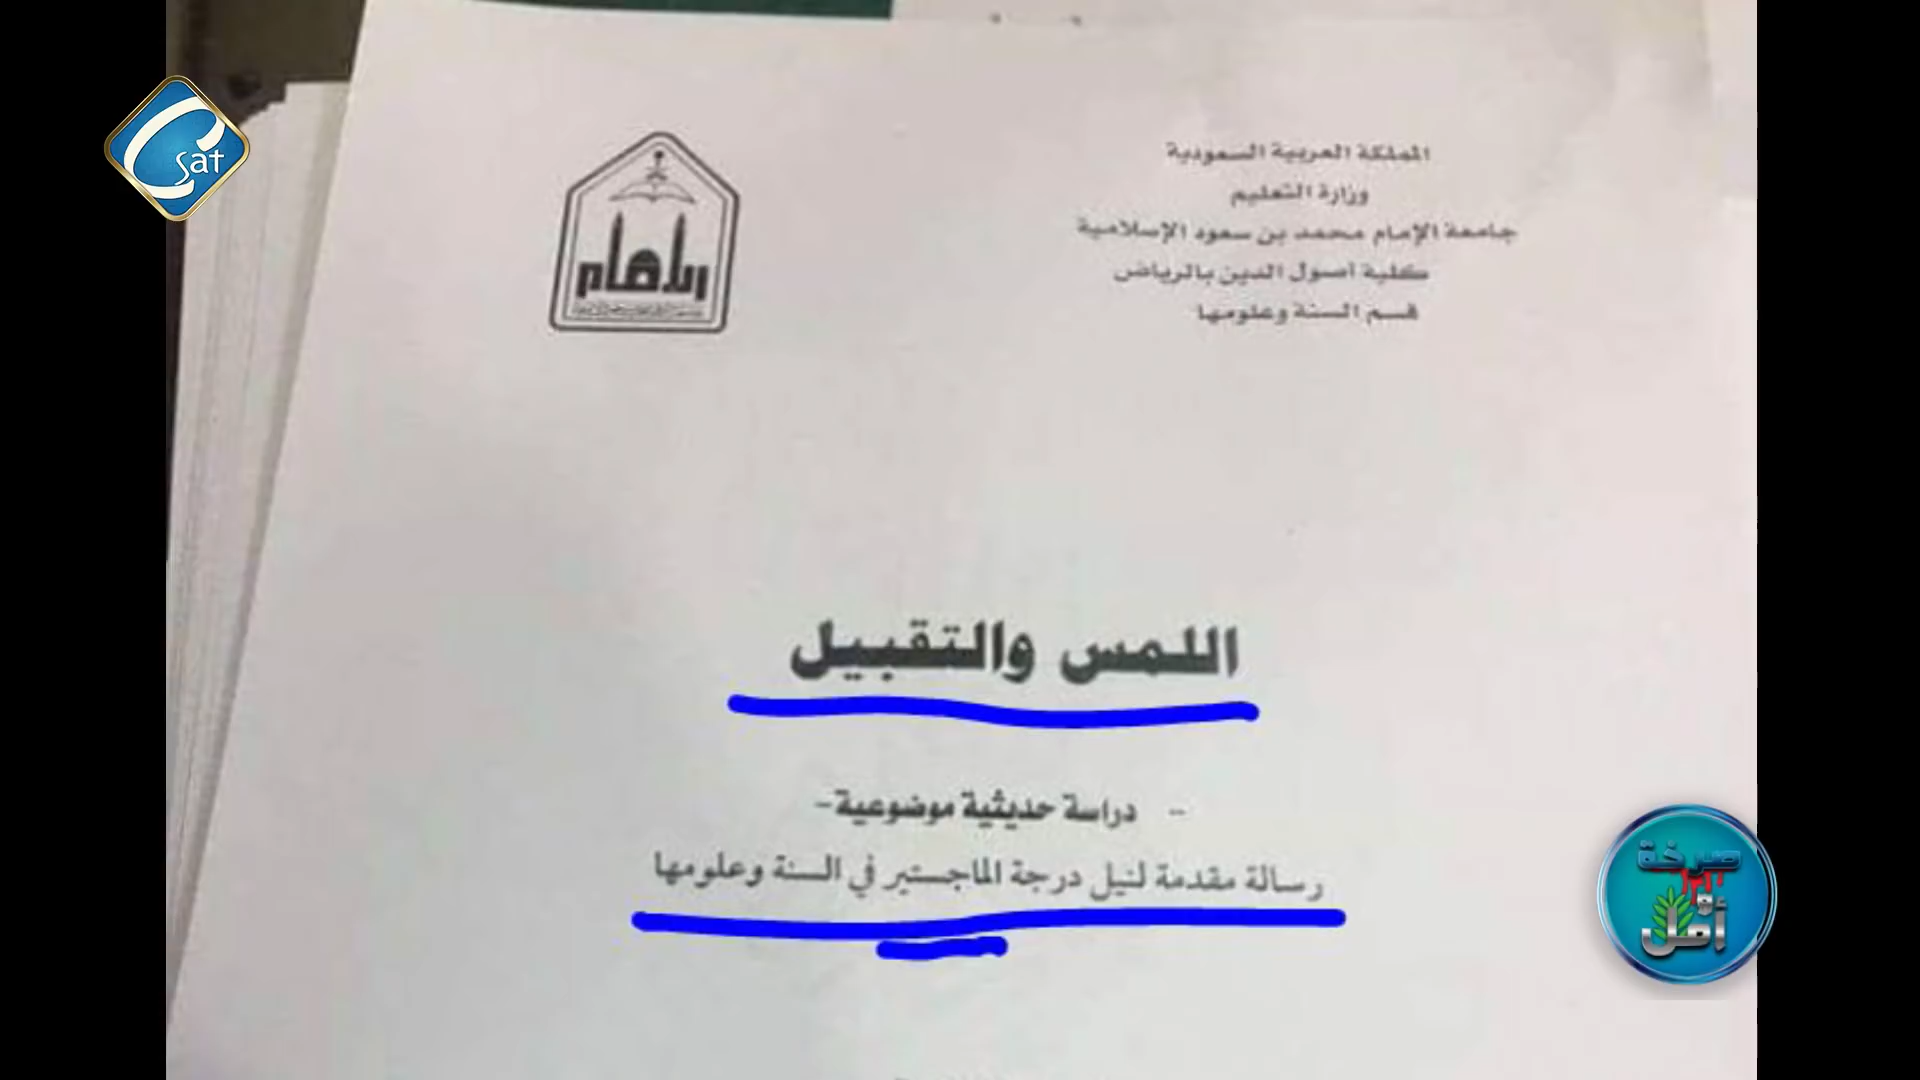 C sat
المملكة العربية السعودية
وزارة التعليم
جامعة الإمام محمد بن سعود الإسلامية
كلية أصول الدين بالرياض
قسم السنة وعلومها
الإمام
اللمس والتقبيل
- دراسة حديثية موضوعية-
رسالة مقدمة لنيل درجة الماجستير في السنة وعلومها
صرخة
أمل